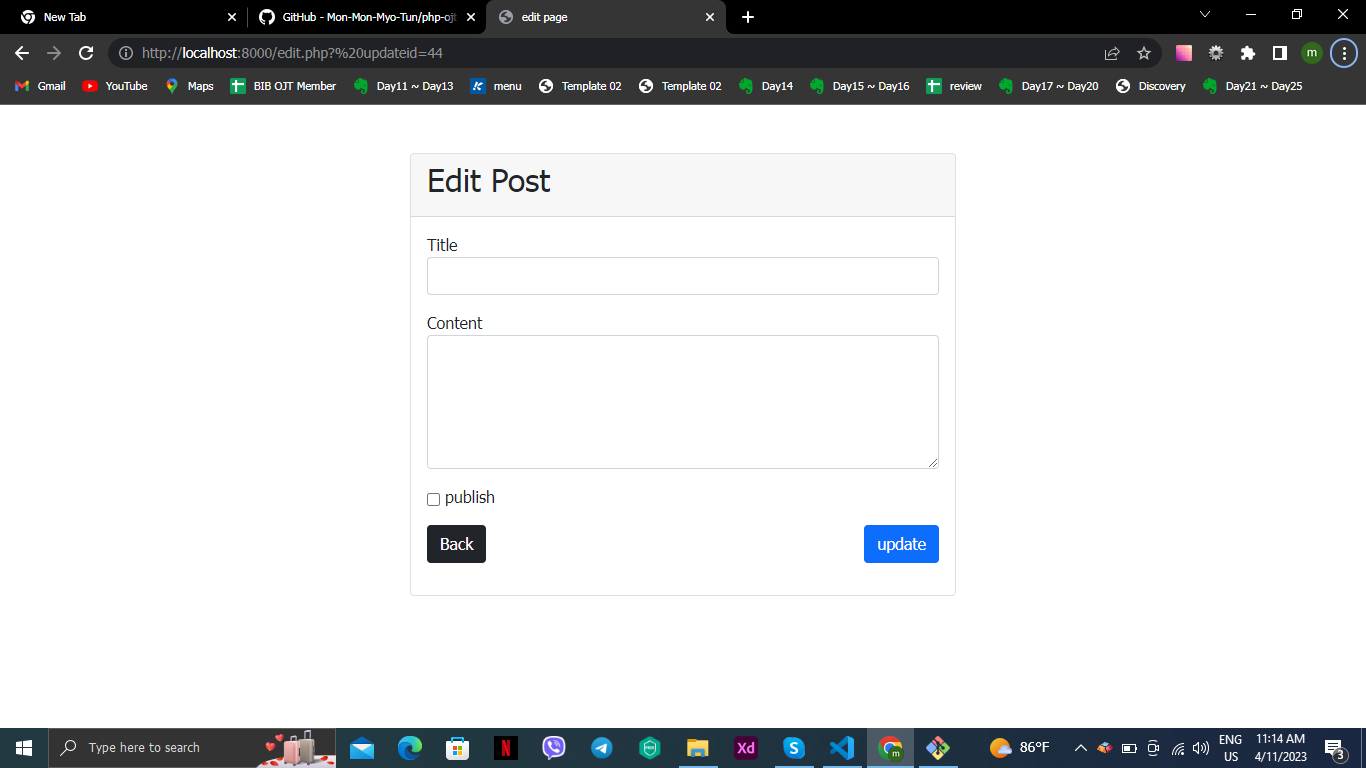 New Tab
GitHub - Mon-Mon-Myo-Tun/php-ojt
edit page
http://localhost:8000/edit.php?%20updateid=44
m
Gmail
YouTube
Maps
BIB OJT Member
Day11 ~ Day13
menu
Template 02
Template 02
Day14
Day15 ~ Day16
review
Day17 ~ Day20
Discovery
Day21 ~ Day25
Edit Post
Title
Content
publish
Back
update
Type here to search
N
Xd
S
m
86°F
ENG
US
11:14 AM
4/11/2023
3